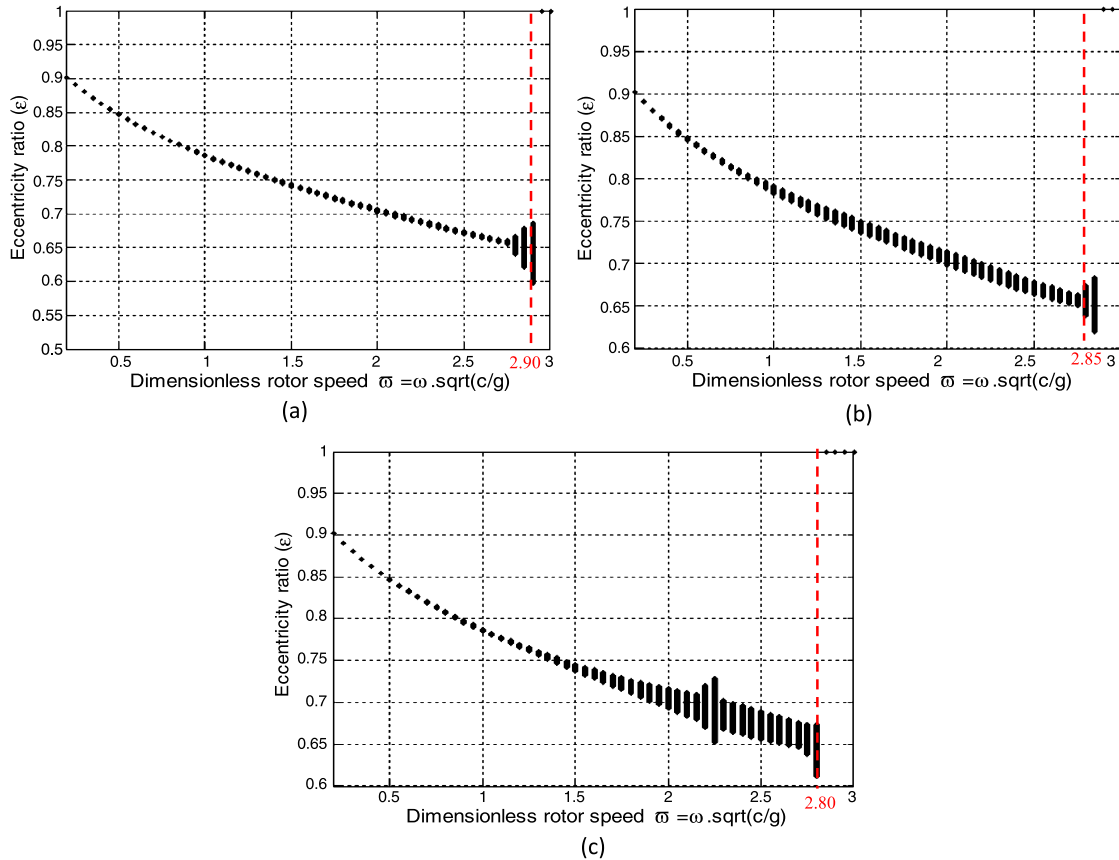 1
0.95
0.9
0.85
0.8
0.75
0.7
0.65
0.6
0.55
0.5
Eccentricity ratio (ε)
0.5 1 1.5 2 2.5 2.90 3
Dimensionless rotor speed ϖ =ω .sqrt(c/g)
(a)
1
0.95
0.9
0.85
0.8
0.75
0.7
0.65
0.6
Eccentricity ratio (ε)
0.5 1 1.5 2 2.5 2.85 3
Dimensionless rotor speed ϖ =ω .sqrt(c/g)
(b)
1
0.95
0.9
0.85
0.8
0.75
0.7
0.65
0.6
Eccentricity ratio (ε)
0.5 1 1.5 2 2.5 2.80 3
Dimensionless rotor speed ϖ =ω .sqrt(c/g)
(c)